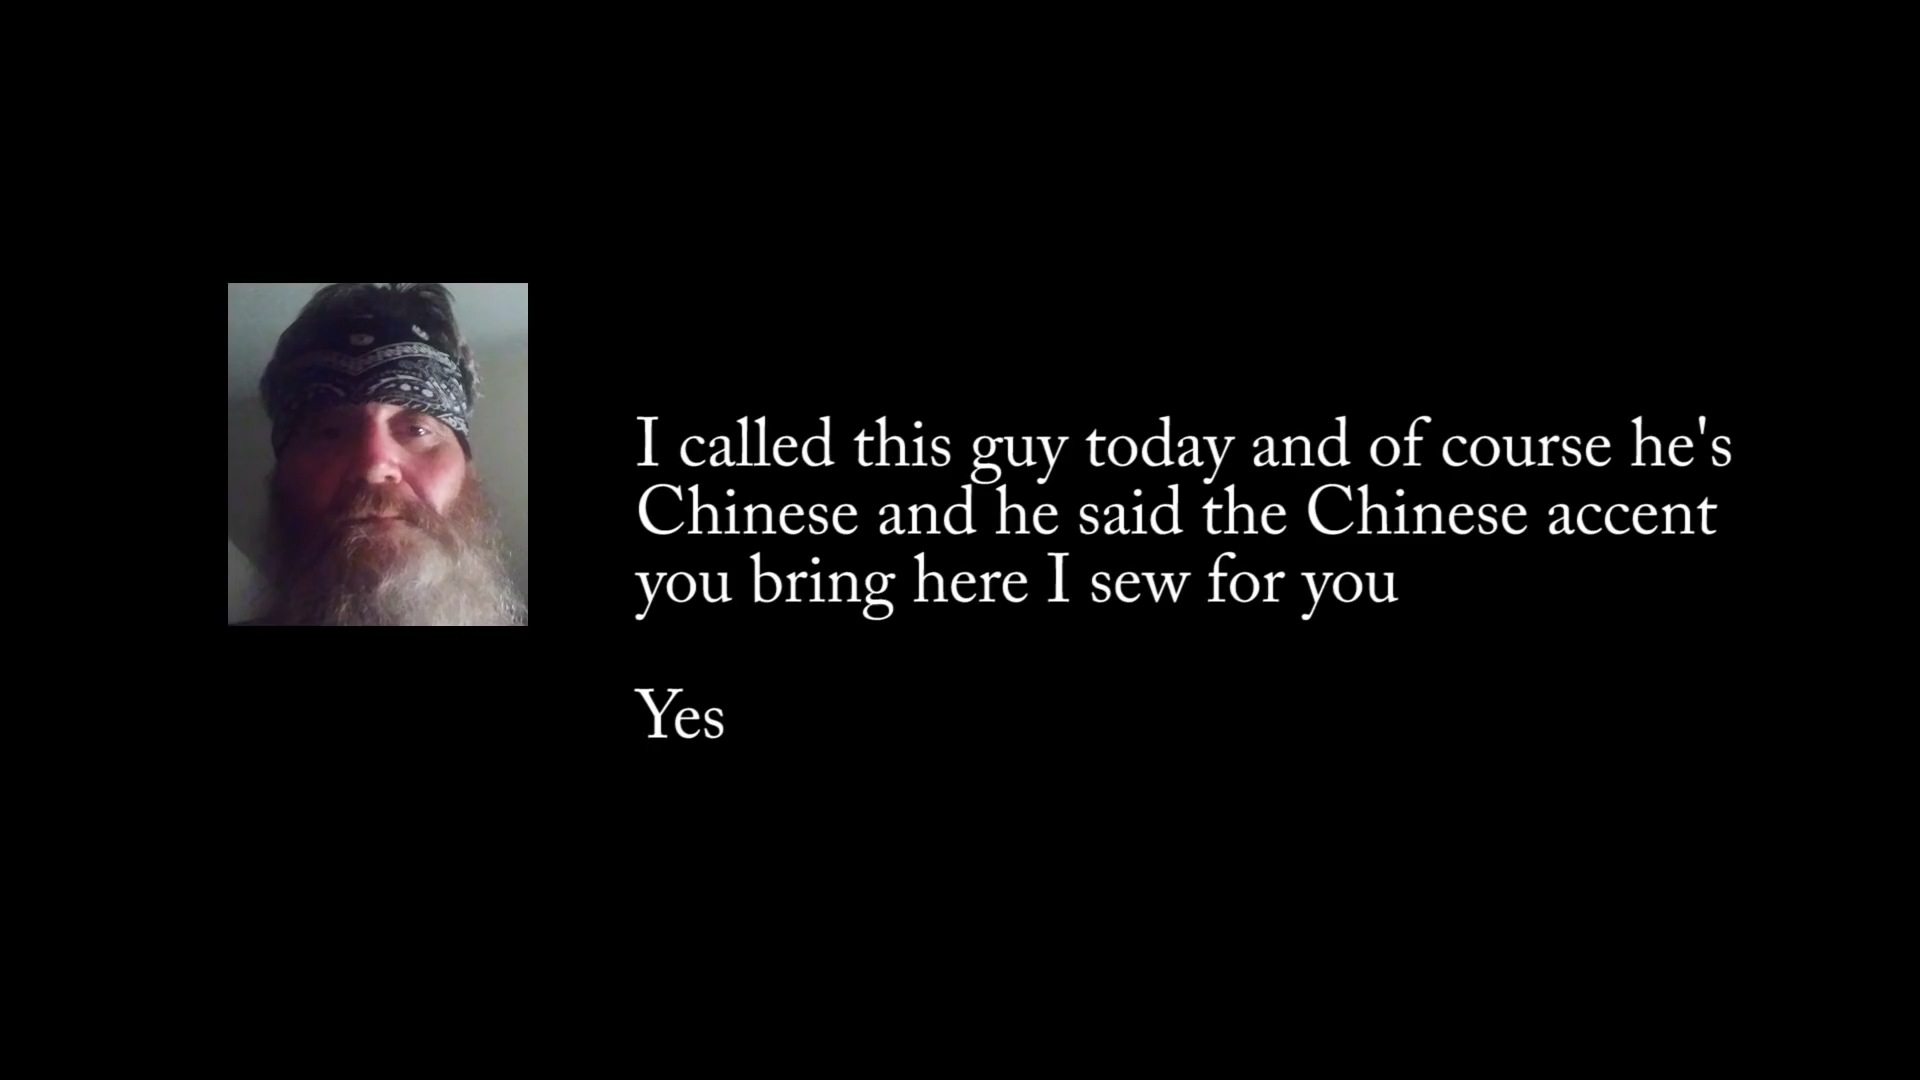 I called this guy today and of course he's
Chinese and he said the Chinese accent
you bring here I sew for you
Yes